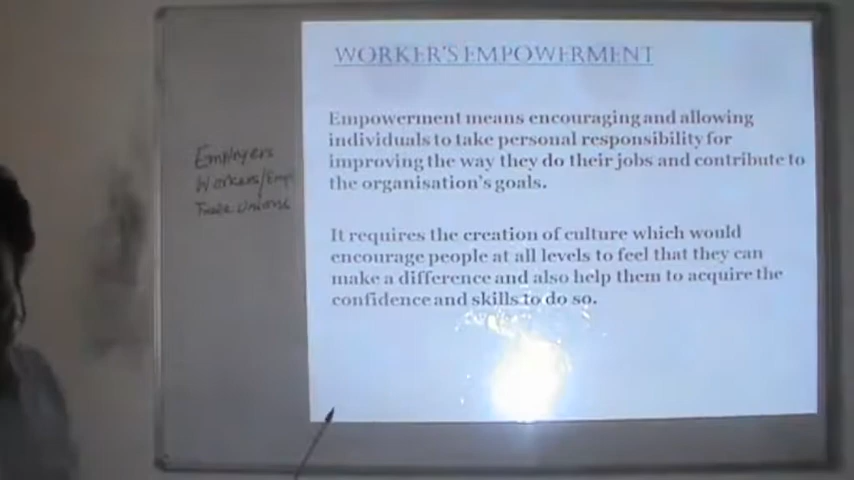 WORKER'S EMPOWERMENT
Empowerment means encouraging and allowing
individuals to take personal responsibility for
improving the way they do their jobs and contribute to
the organisation's goals.
It requires the creation of culture which would
encourage people at all levels to feel that they can
make a difference and also help them to acquire the
confidence and skills to do so.
Employers
Workers/Emp
Trade Unions